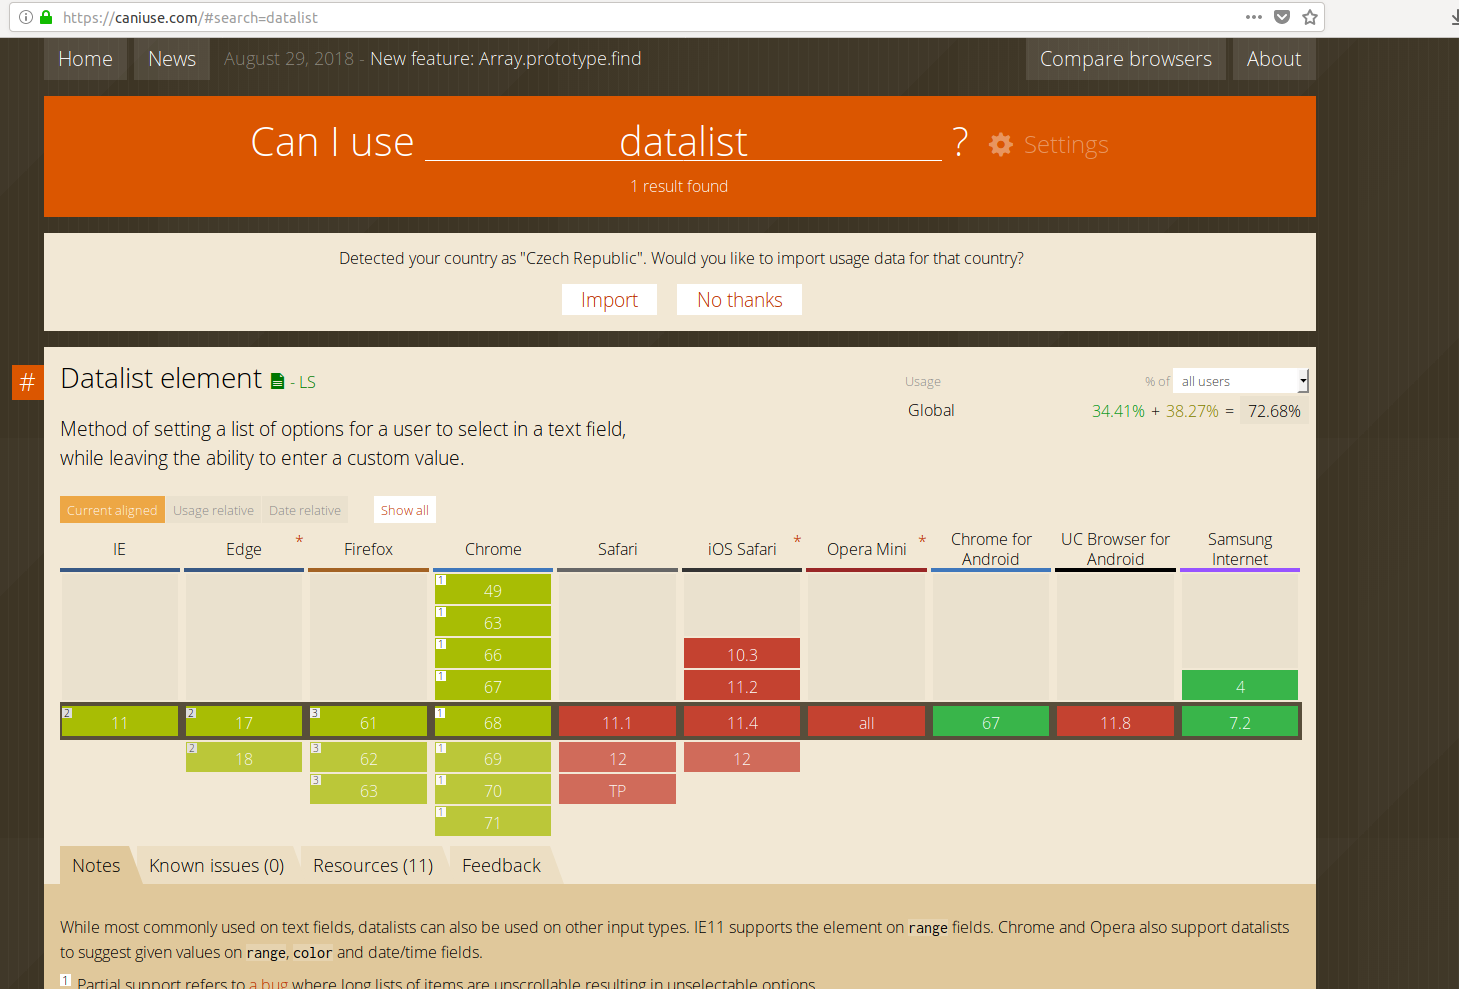 https://caniuse.com/#search=datalist
Home News August 29, 2018 - New feature: Array.prototype.find Compare browsers About
Can I use datalist ? Settings
1 result found
Detected your country as "Czech Republic". Would you like to import usage data for that country?
Import No thanks
# Datalist element - LS
Usage % of all users
Global 34.41% + 38.27% = 72.68%
Method of setting a list of options for a user to select in a text field,
while leaving the ability to enter a custom value.
Current aligned Usage relative Date relative Show all
IE Edge * Firefox Chrome Safari iOS Safari * Opera Mini * Chrome for Android UC Browser for Android Samsung Internet
1 49
1 63
1 66 10.3
1 67 11.2 4
2 11 2 17 3 61 1 68 11.1 11.4 all 67 11.8 7.2
2 18 3 62 1 69 12 12
3 63 1 70 TP
1 71
Notes Known issues (0) Resources (11) Feedback
While most commonly used on text fields, datalists can also be used on other input types. IE11 supports the element on range fields. Chrome and Opera also support datalists
to suggest given values on range, color and date/time fields.
1 Partial support refers to a bug where long lists of items are unscrollable resulting in unselectable options.